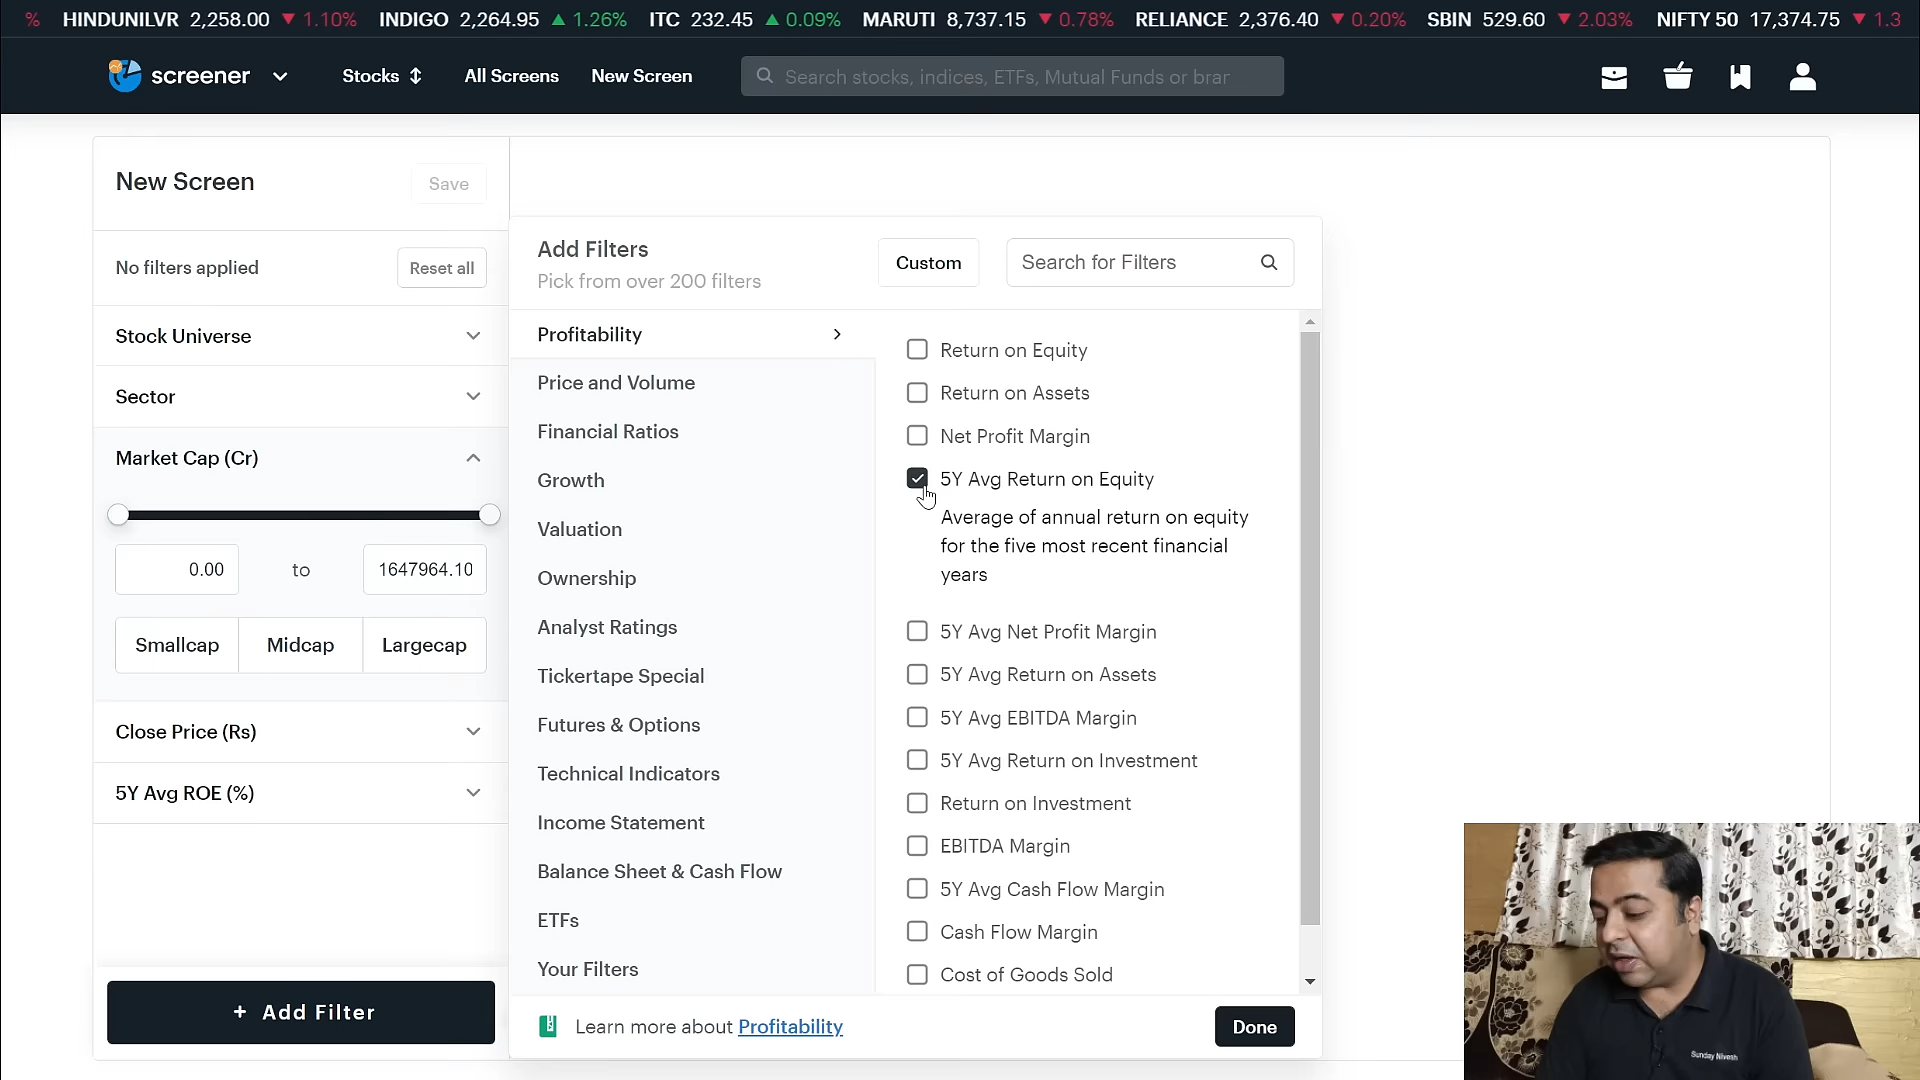 % HINDUNILVR 2,258.00 ▼ 1.10% INDIGO 2,264.95 ▲ 1.26% ITC 232.45 ▲ 0.09% MARUTI 8,737.15 ▼ 0.78% RELIANCE 2,376.40 ▼ 0.20% SBIN 529.60 ▼ 2.03% NIFTY 50 17,374.75 ▼ 1.3
screener Stocks All Screens New Screen Search stocks, indices, ETFs, Mutual Funds or brar
New Screen Save
No filters applied Reset all
Stock Universe
Sector
Market Cap (Cr)
0.00 to 1647964.10
Smallcap Midcap Largecap
Close Price (Rs)
5Y Avg ROE (%)
+ Add Filter
Add Filters
Pick from over 200 filters
Custom
Search for Filters
Profitability
Price and Volume
Financial Ratios
Growth
Valuation
Ownership
Analyst Ratings
Tickertape Special
Futures & Options
Technical Indicators
Income Statement
Balance Sheet & Cash Flow
ETFs
Your Filters
Return on Equity
Return on Assets
Net Profit Margin
5Y Avg Return on Equity
Average of annual return on equity
for the five most recent financial
years
5Y Avg Net Profit Margin
5Y Avg Return on Assets
5Y Avg EBITDA Margin
5Y Avg Return on Investment
Return on Investment
EBITDA Margin
5Y Avg Cash Flow Margin
Cash Flow Margin
Cost of Goods Sold
Learn more about Profitability
Done
Sunday Nivesh